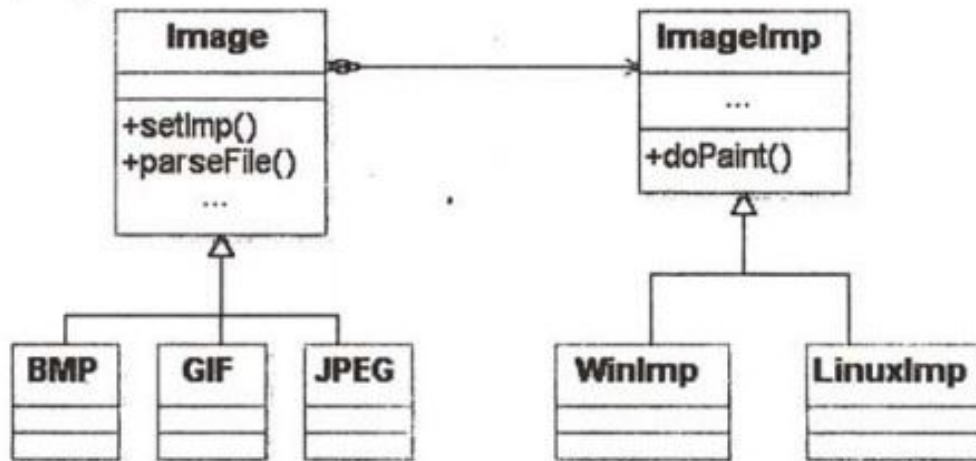 Image
+setImp()
+parseFile()
...
ImageImp
...
+doPaint()
BMP
GIF
JPEG
WinImp
LinuxImp